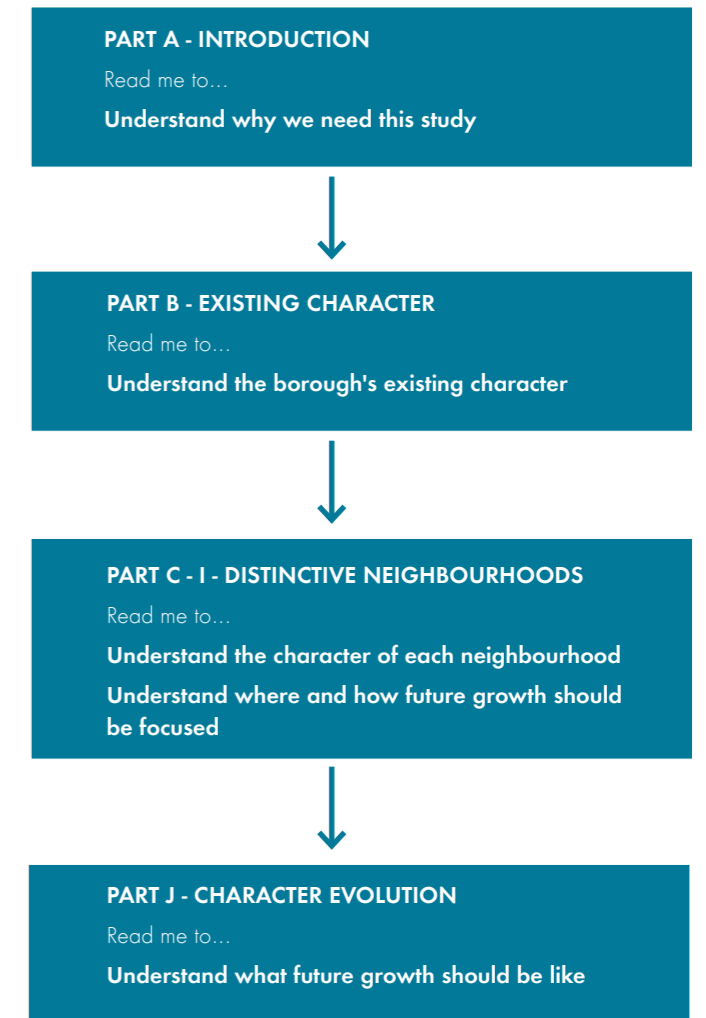 PART A - INTRODUCTION
Read me to...
Understand why we need this study
PART B - EXISTING CHARACTER
Read me to...
Understand the borough's existing character
PART C - I - DISTINCTIVE NEIGHBOURHOODS
Read me to...
Understand the character of each neighbourhood
Understand where and how future growth should
be focused
PART J - CHARACTER EVOLUTION
Read me to...
Understand what future growth should be like